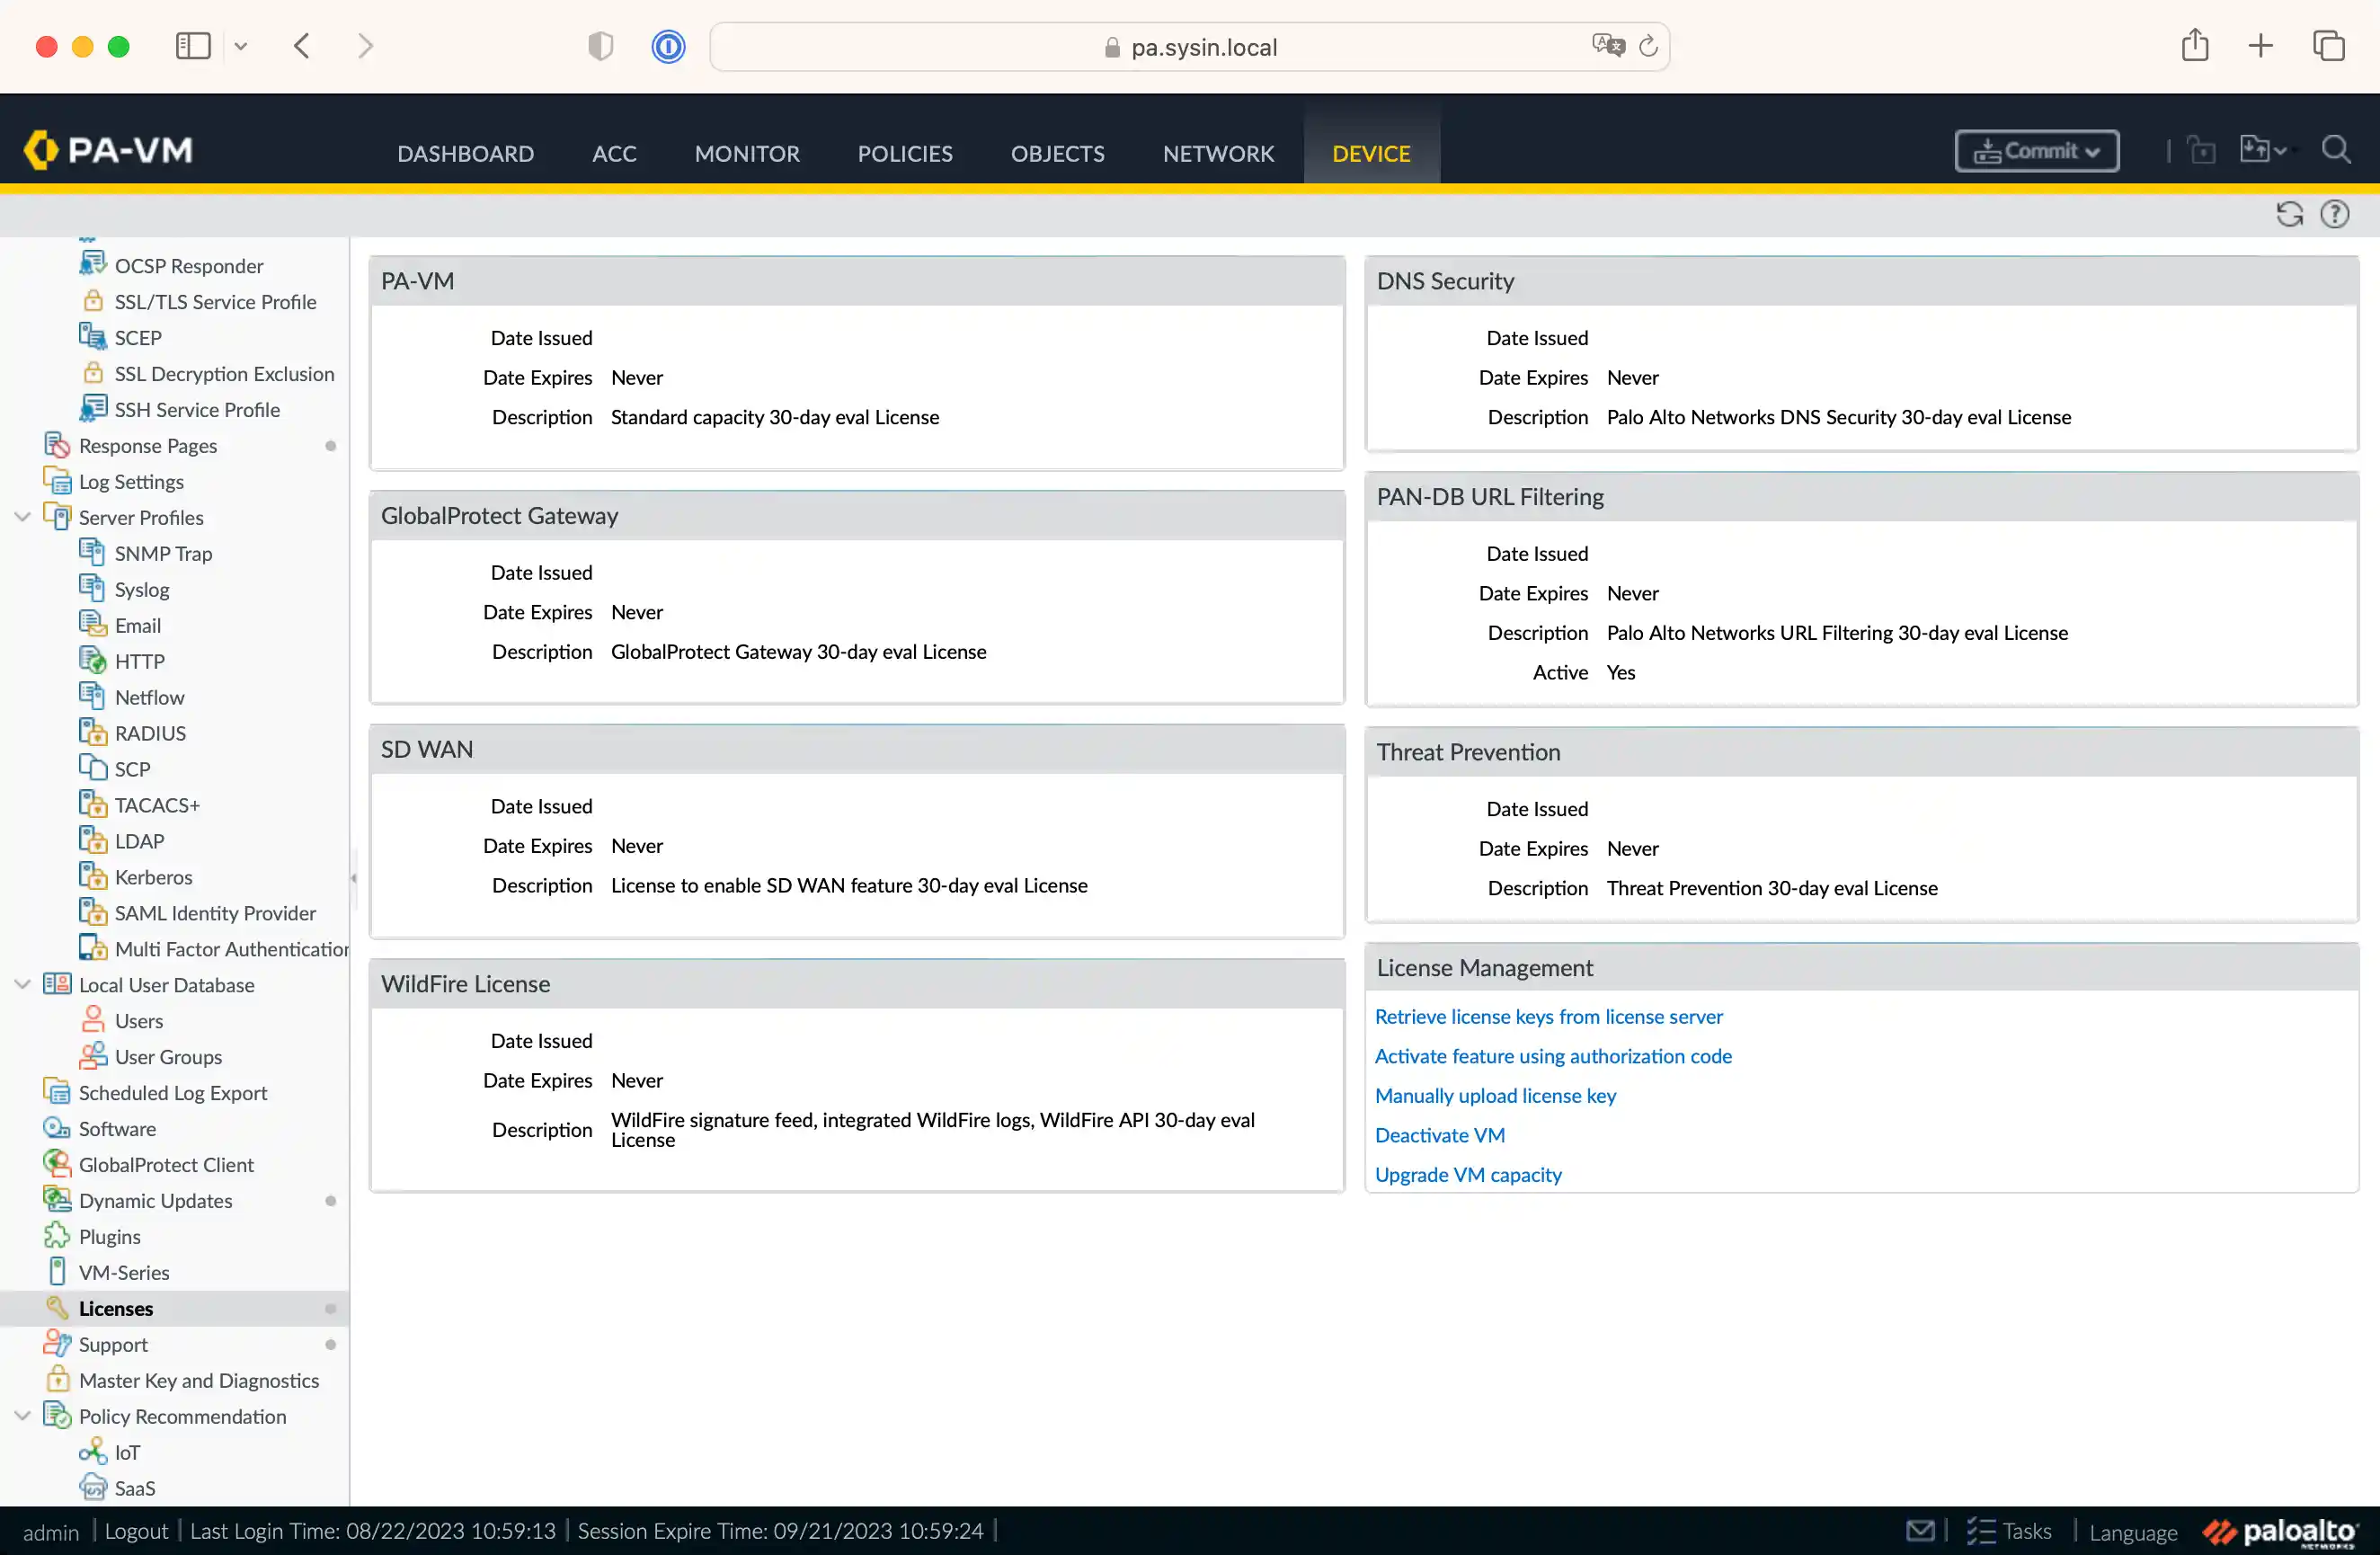 pa.sysin.local
PA-VM
DASHBOARD
ACC
MONITOR
POLICIES
OBJECTS
NETWORK
DEVICE
Commit
OCSP Responder
SSL/TLS Service Profile
SCEP
SSL Decryption Exclusion
SSH Service Profile
Response Pages
Log Settings
Server Profiles
SNMP Trap
Syslog
Email
HTTP
Netflow
RADIUS
SCP
TACACS+
LDAP
Kerberos
SAML Identity Provider
Multi Factor Authentication
Local User Database
Users
User Groups
Scheduled Log Export
Software
GlobalProtect Client
Dynamic Updates
Plugins
VM-Series
Licenses
Support
Master Key and Diagnostics
Policy Recommendation
IoT
SaaS
PA-VM
Date Issued
Date Expires Never
Description Standard capacity 30-day eval License
GlobalProtect Gateway
Date Issued
Date Expires Never
Description GlobalProtect Gateway 30-day eval License
SD WAN
Date Issued
Date Expires Never
Description License to enable SD WAN feature 30-day eval License
WildFire License
Date Issued
Date Expires Never
Description WildFire signature feed, integrated WildFire logs, WildFire API 30-day eval
License
DNS Security
Date Issued
Date Expires Never
Description Palo Alto Networks DNS Security 30-day eval License
PAN-DB URL Filtering
Date Issued
Date Expires Never
Description Palo Alto Networks URL Filtering 30-day eval License
Active Yes
Threat Prevention
Date Issued
Date Expires Never
Description Threat Prevention 30-day eval License
License Management
Retrieve license keys from license server
Activate feature using authorization code
Manually upload license key
Deactivate VM
Upgrade VM capacity
admin | Logout | Last Login Time: 08/22/2023 10:59:13 | Session Expire Time: 09/21/2023 10:59:24 |
Tasks | Language
paloalto
NETWORKS